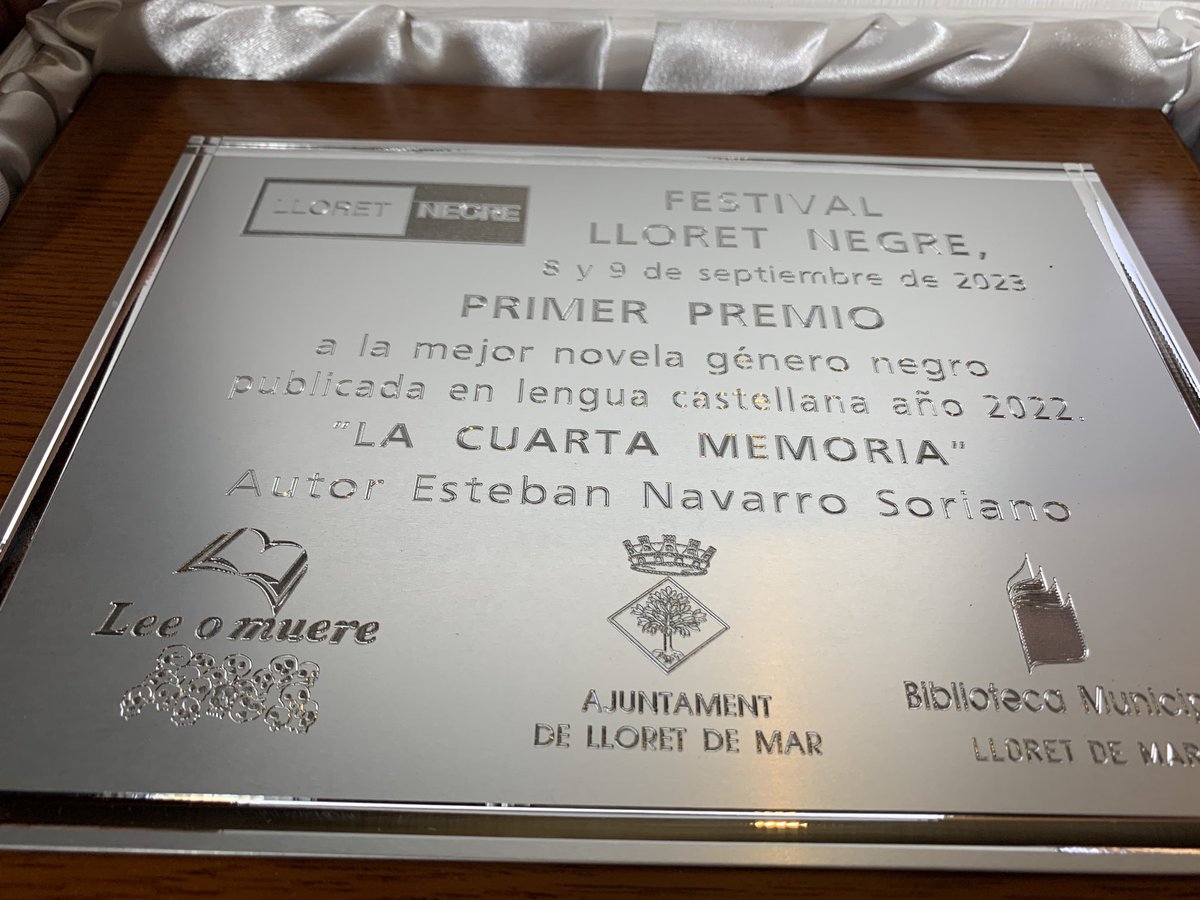 LLORET NEGRE
FESTIVAL
LLORET NEGRE,
8 y 9 de septiembre de 2023
PRIMER PREMIO
a la mejor novela género negro
publicada en lengua castellana año 2022.
"LA CUARTA MEMORIA"
Autor Esteban Navarro Soriano
Lee o muere
AJUNTAMENT
DE LLORET DE MAR
Biblioteca Municip
LLORET DE MAR